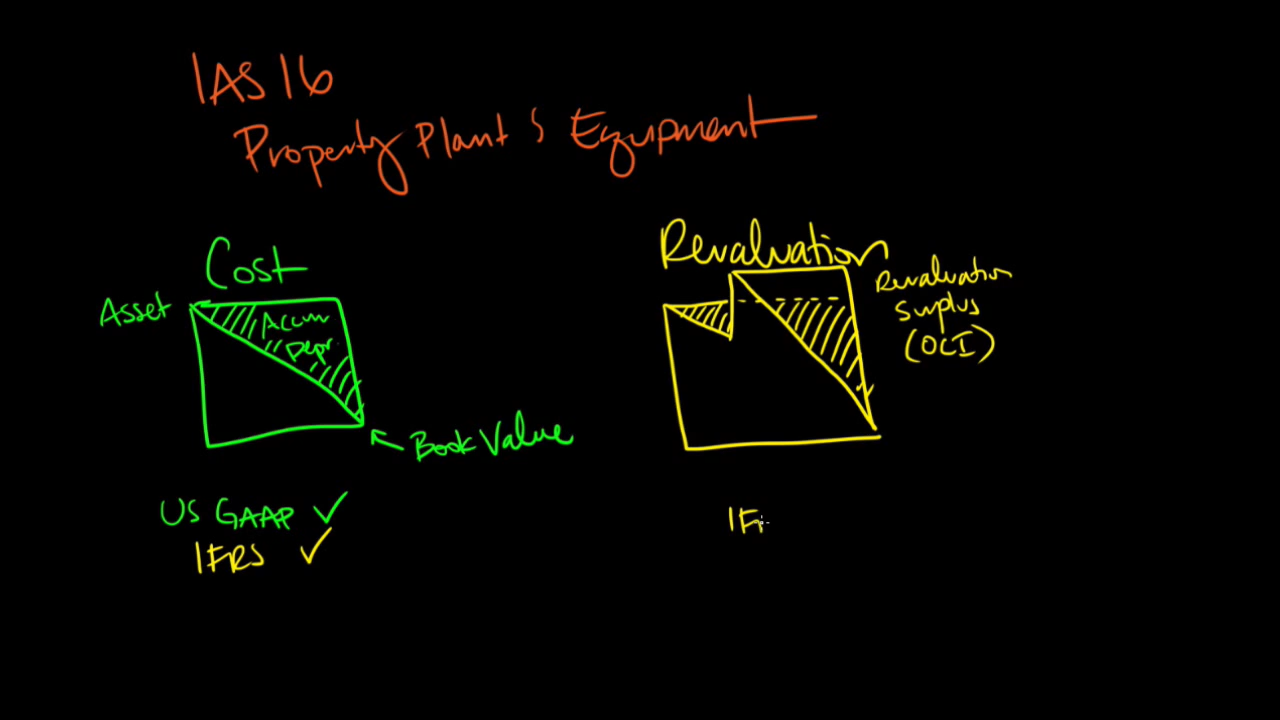 IAS 16
Property Plant & Equipment
Cost
Asset
Accum
Depr.
Book Value
US GAAP ✓
IFRS ✓
Revaluation
Revaluation
surplus
(OCI)
IF